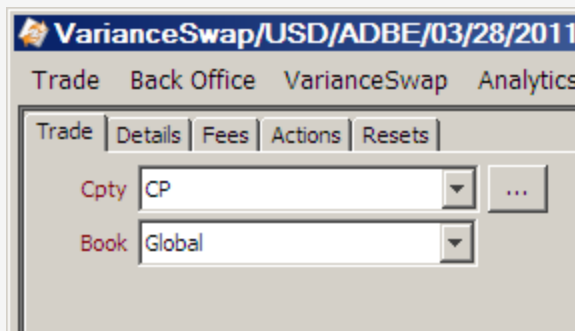 VarianceSwap/USD/ADBE/03/28/2011
Trade Back Office VarianceSwap Analytics
Trade Details Fees Actions Resets
Cpty CP ...
Book Global